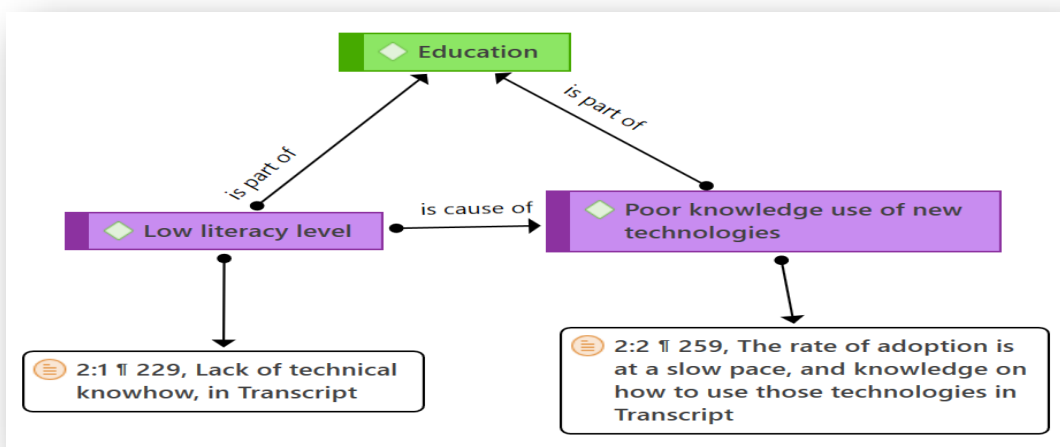 Education
is part of
is part of
Low literacy level
is cause of
Poor knowledge use of new
technologies
2:1 ¶ 229, Lack of technical
knowhow, in Transcript
2:2 ¶ 259, The rate of adoption is
at a slow pace, and knowledge on
how to use those technologies in
Transcript